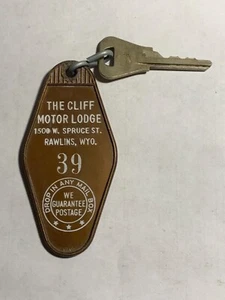 THE CLIFF
MOTOR LODGE
1500 W. SPRUCE ST.
RAWLINS, WYO.
39
DROP IN ANY MAIL BOX
WE
GUARANTEE
POSTAGE